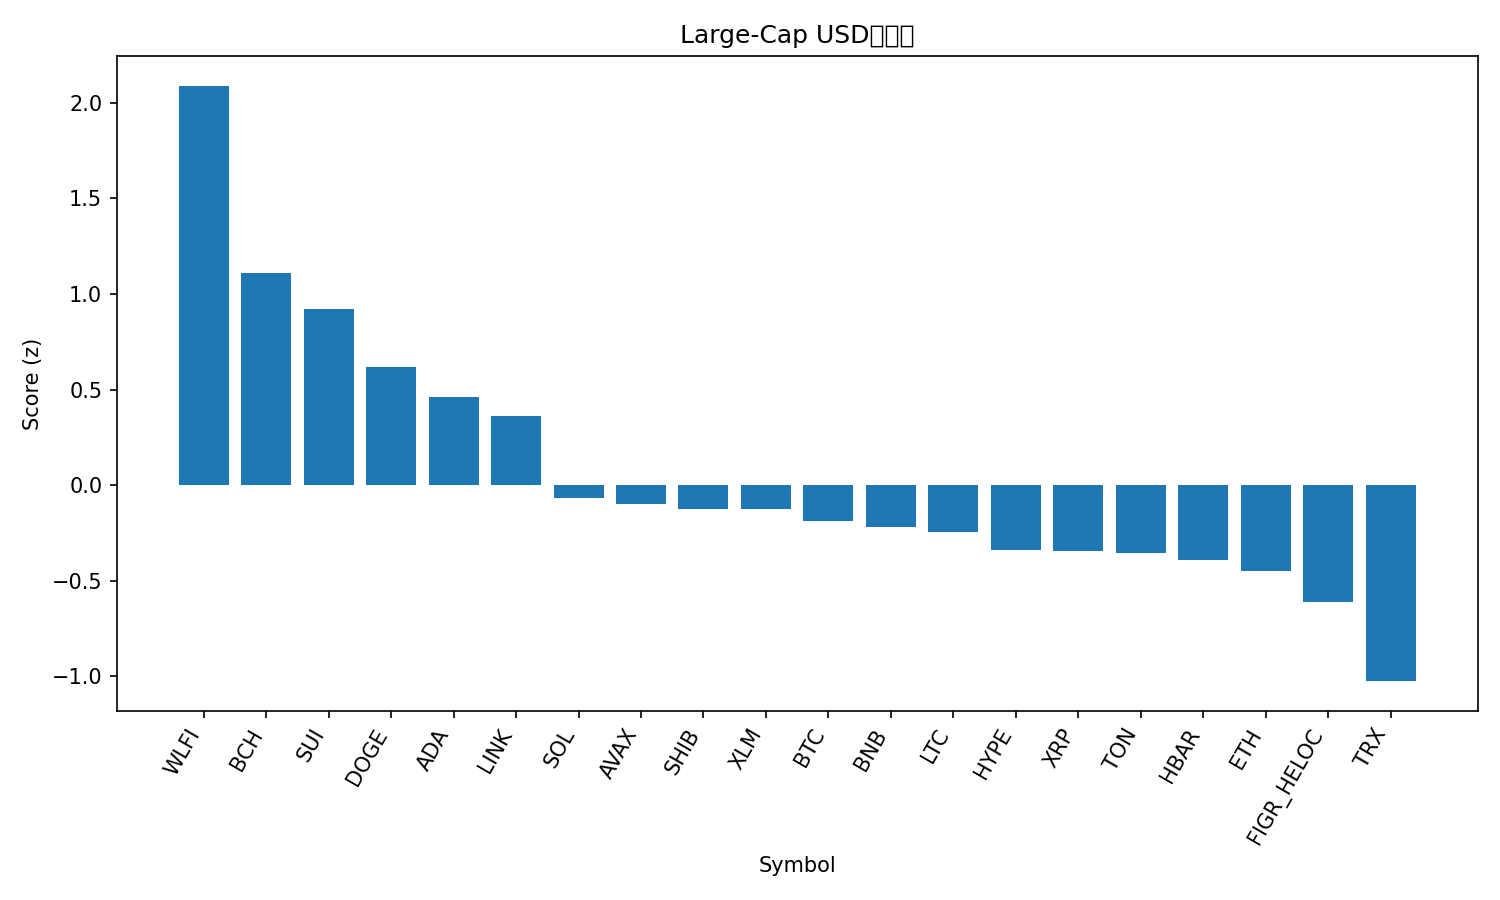 Large-Cap USD
Score (z)
2.0
1.5
1.0
0.5
0.0
−0.5
−1.0
WLFI
BCH
SUI
DOGE
ADA
LINK
SOL
AVAX
SHIB
XLM
BTC
BNB
LTC
HYPE
XRP
TON
HBAR
ETH
FIGR_HELOC
TRX
Symbol